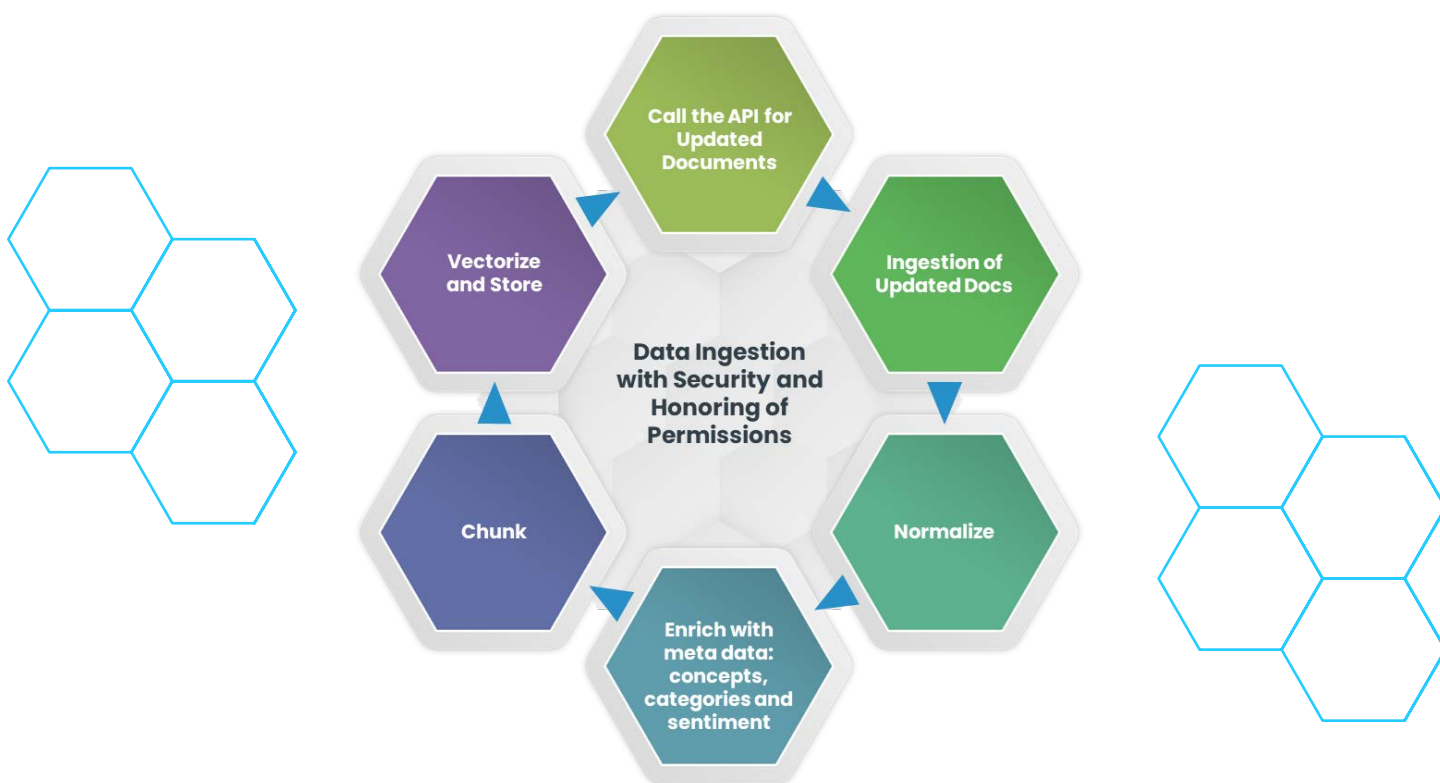 Call the API for
Updated
Documents
Ingestion of
Updated Docs
Normalize
Enrich with
meta data:
concepts,
categories and
sentiment
Chunk
Vectorize
and Store
Data Ingestion
with Security and
Honoring of
Permissions